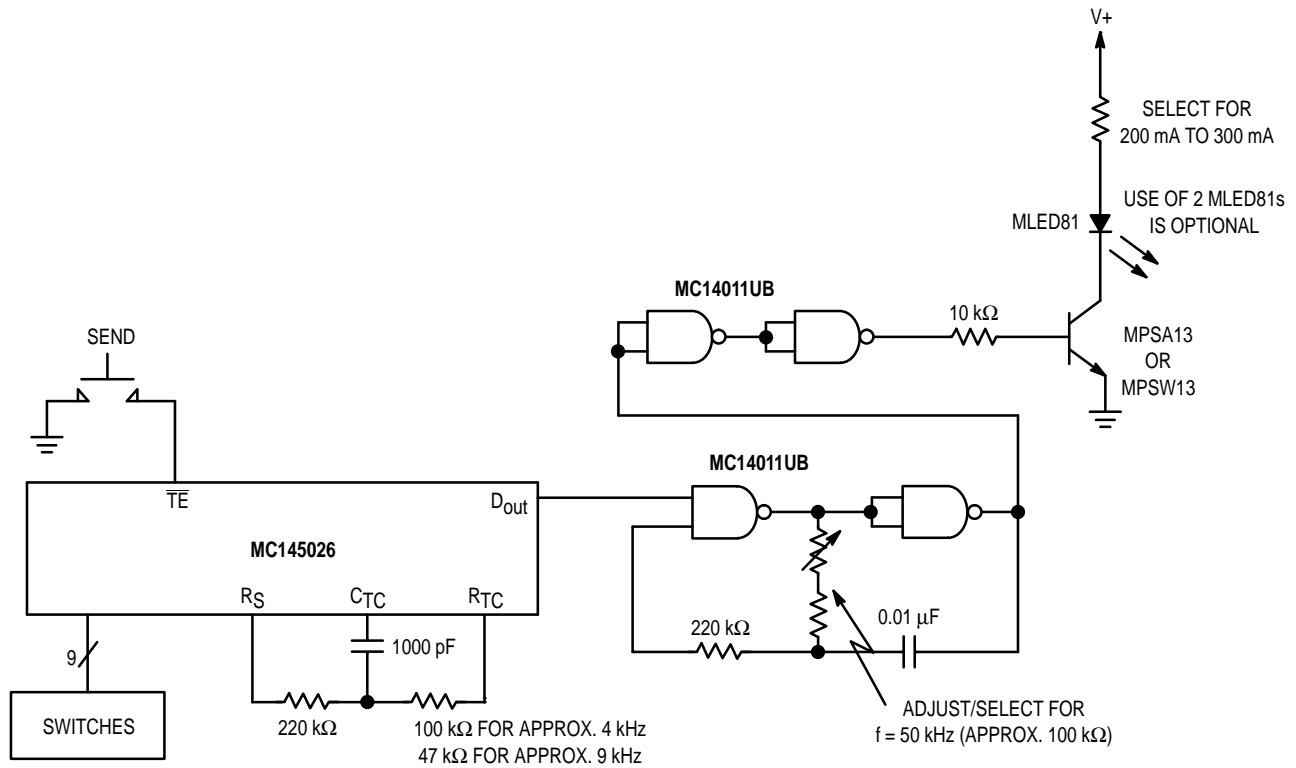 V+
SELECT FOR
200 mA TO 300 mA
MLED81
USE OF 2 MLED81s
IS OPTIONAL
MC14011UB
10 kΩ
MPSA13
OR
MPSW13
SEND
MC14011UB
TE
Dout
MC145026
RS
CTC
RTC
9
1000 pF
220 kΩ
0.01 μF
SWITCHES
220 kΩ
100 kΩ FOR APPROX. 4 kHz
47 kΩ FOR APPROX. 9 kHz
ADJUST/SELECT FOR
f = 50 kHz (APPROX. 100 kΩ)